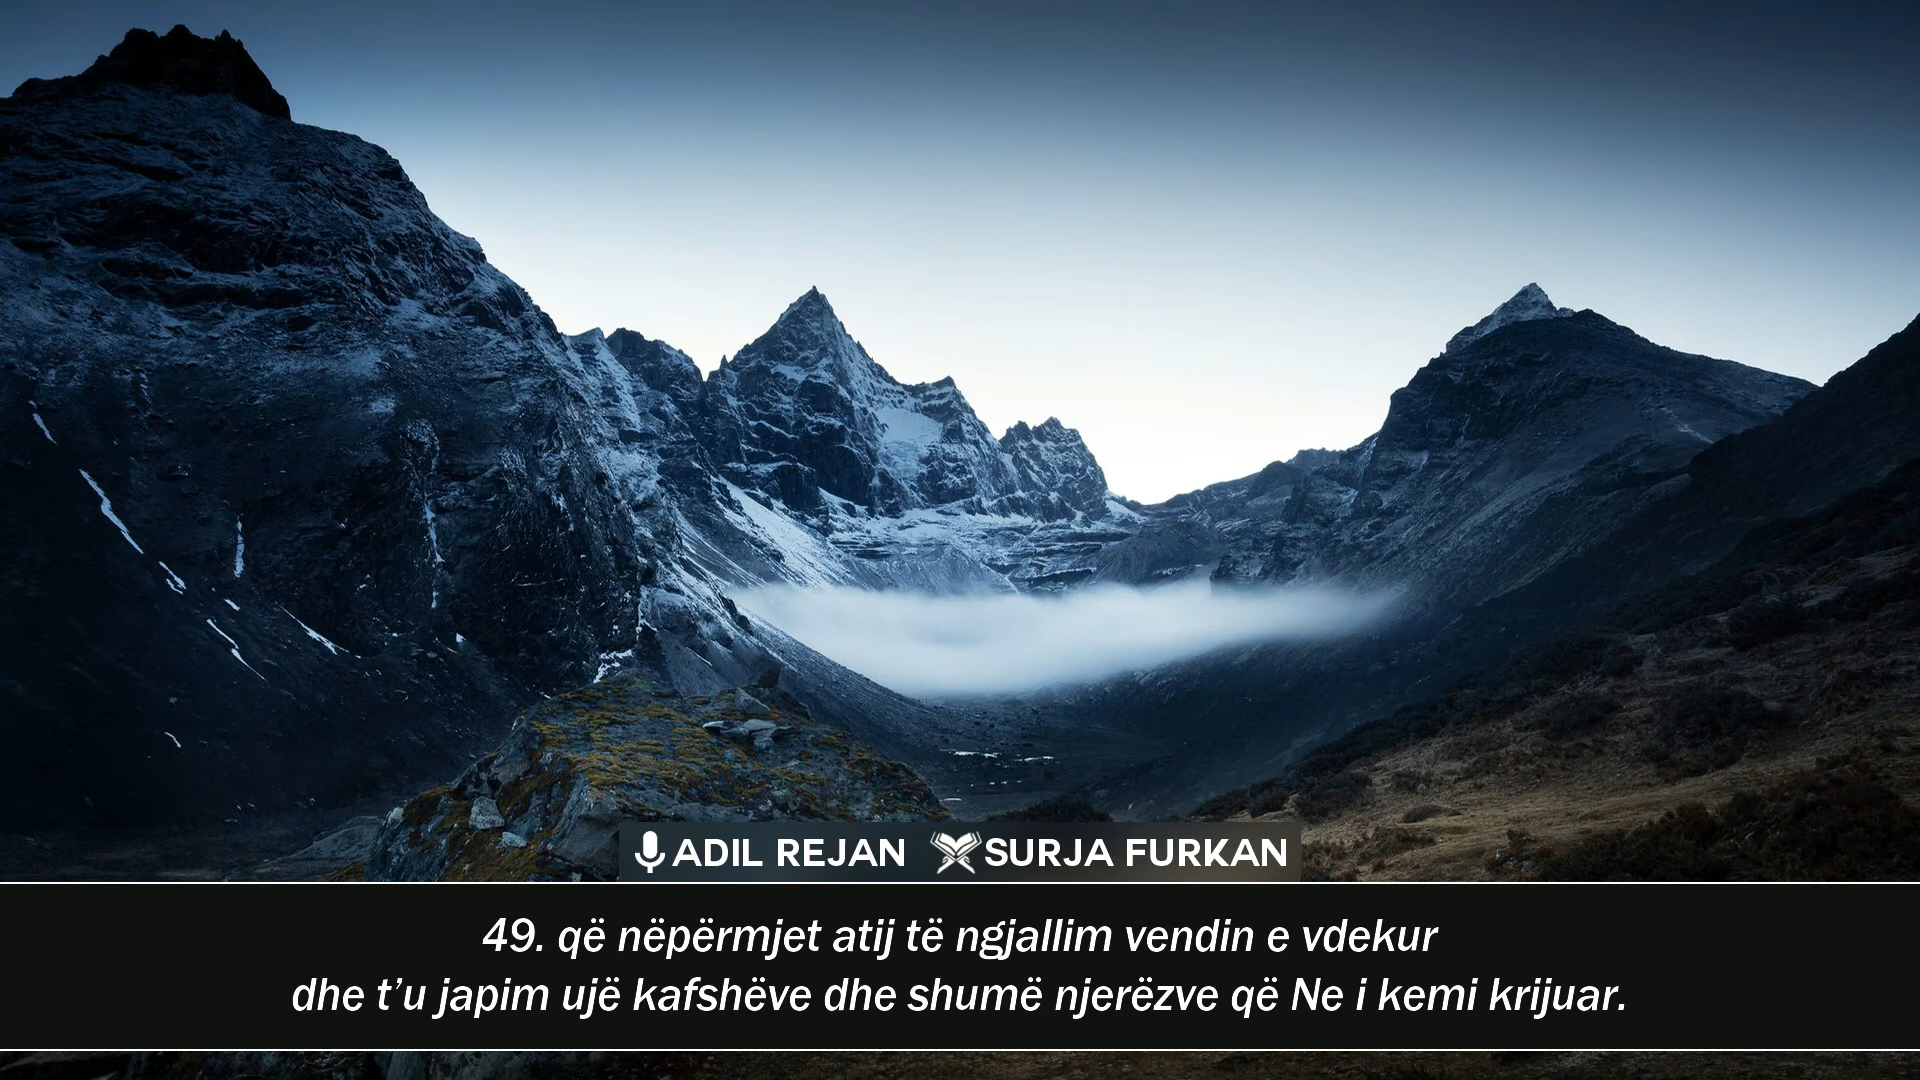 ADIL REJAN SURJA FURKAN
49. që nëpërmjet atij të ngjallim vendin e vdekur
dhe t’u japim ujë kafshëve dhe shumë njerëzve që Ne i kemi krijuar.